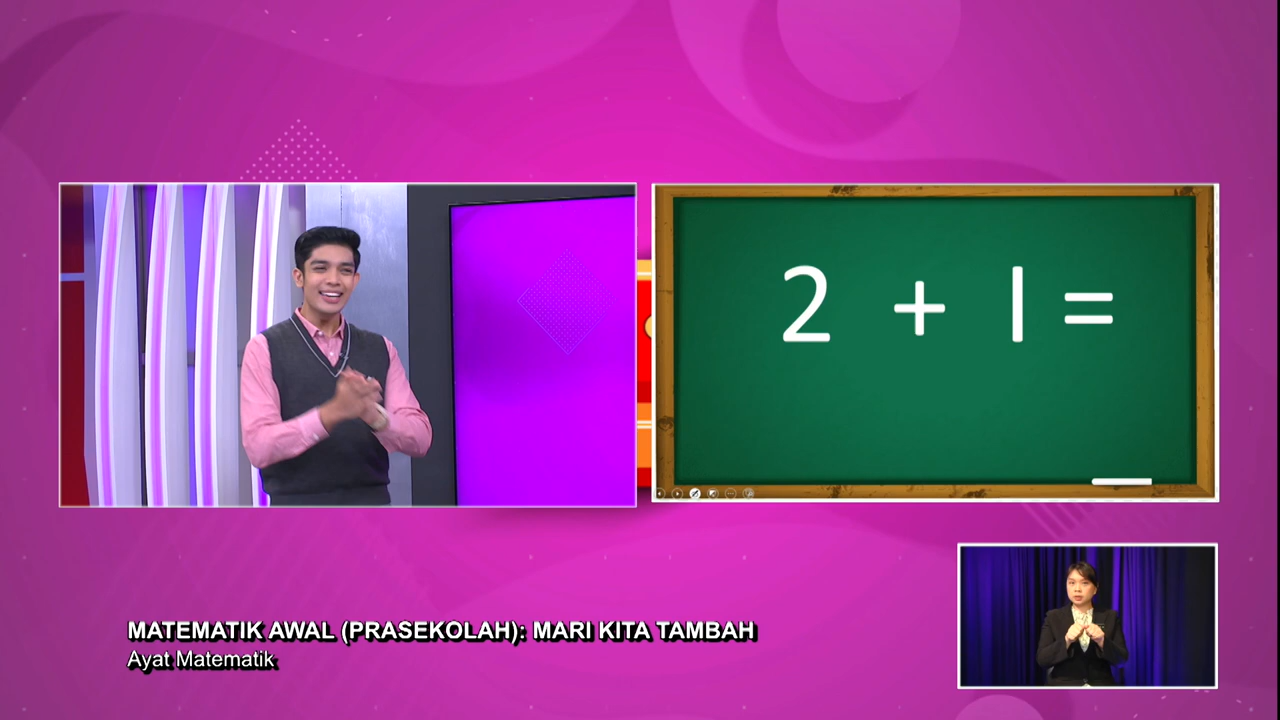 2 + 1 =
MATEMATIK AWAL (PRASEKOLAH): MARI KITA TAMBAH
Ayat Matematik